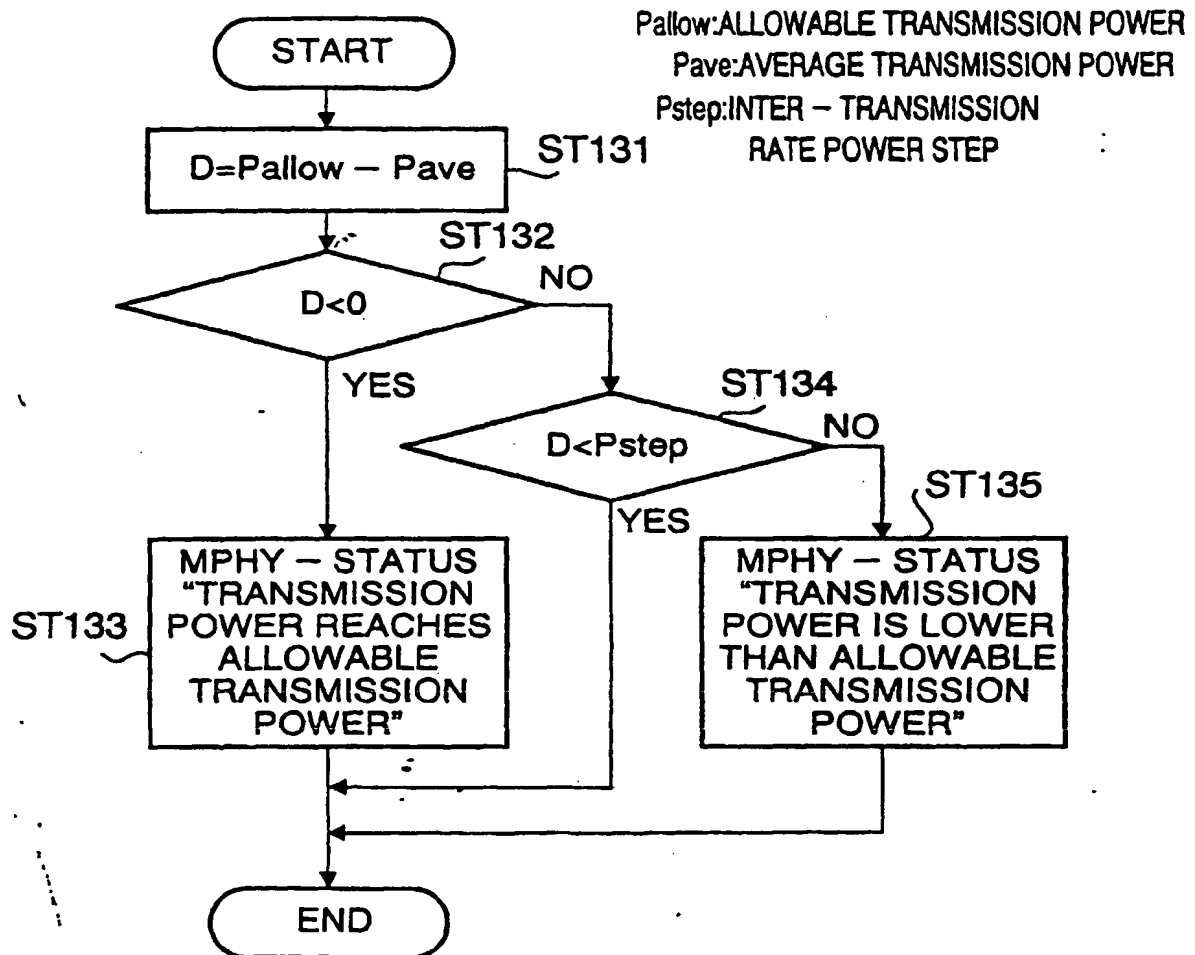 START
Pallow:ALLOWABLE TRANSMISSION POWER
Pave:AVERAGE TRANSMISSION POWER
Pstep:INTER – TRANSMISSION
RATE POWER STEP
D=Pallow – Pave
ST131
ST132
D<0
NO
YES
ST134
D<Pstep
NO
YES
ST135
ST133
MPHY – STATUS
“TRANSMISSION
POWER REACHES
ALLOWABLE
TRANSMISSION
POWER”
MPHY – STATUS
“TRANSMISSION
POWER IS LOWER
THAN ALLOWABLE
TRANSMISSION
POWER”
END